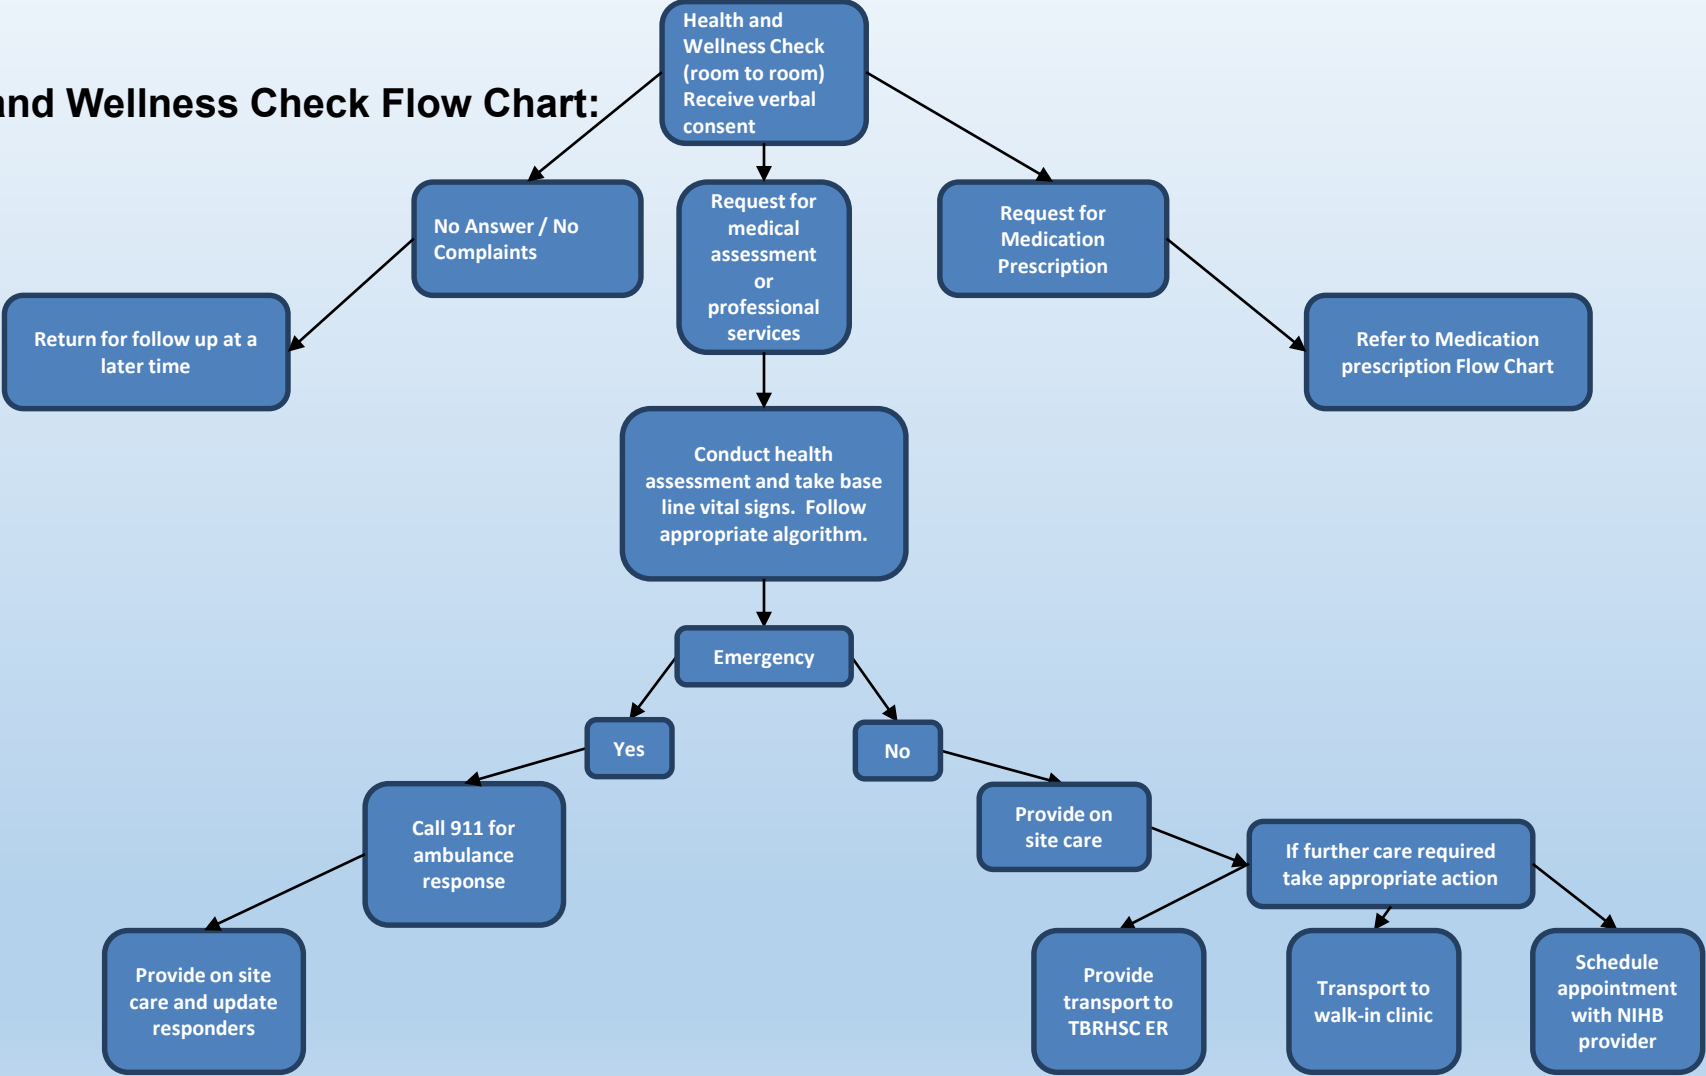 Health and
Wellness Check
(room to room)
Receive verbal
consent
and Wellness Check Flow Chart:
No Answer / No
Complaints
Request for
medical
assessment
or
professional
services
Request for
Medication
Prescription
Return for follow up at a
later time
Refer to Medication
prescription Flow Chart
Conduct health
assessment and take base
line vital signs.  Follow
appropriate algorithm.
Emergency
Yes
No
Call 911 for
ambulance
response
Provide on
site care
If further care required
take appropriate action
Provide on site
care and update
responders
Provide
transport to
TBRHSC ER
Transport to
walk-in clinic
Schedule
appointment
with NIHB
provider